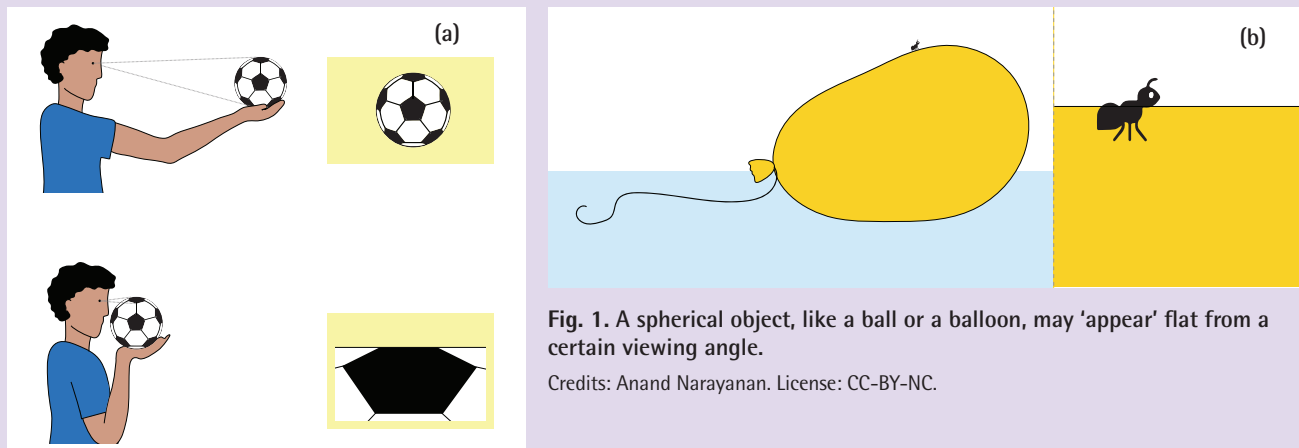 (a)
(b)
Fig. 1. A spherical object, like a ball or a balloon, may ‘appear’ flat from a
certain viewing angle.
Credits: Anand Narayanan. License: CC-BY-NC.